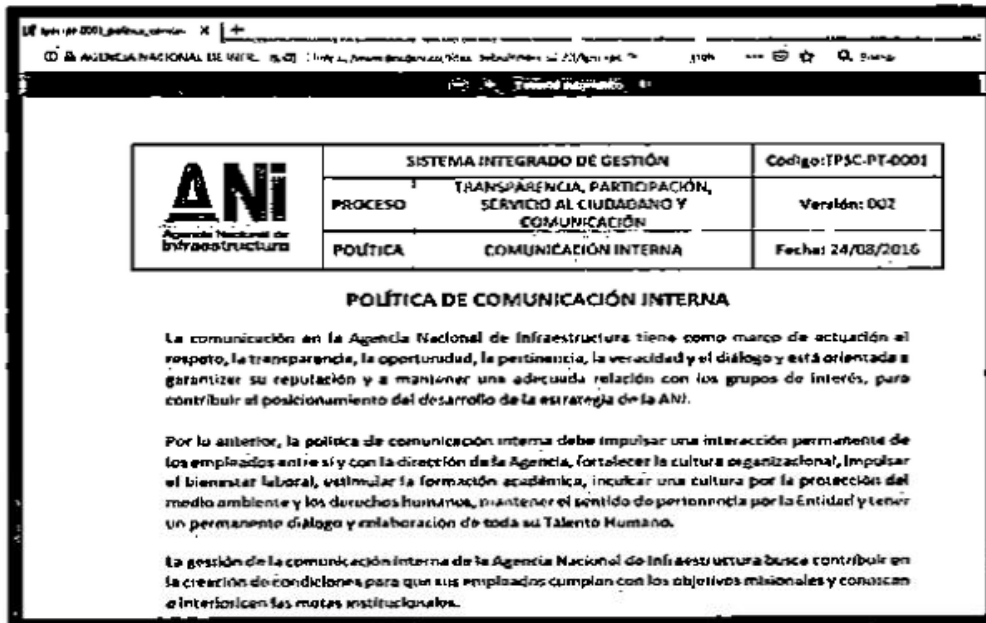 AGENCIA NACIONAL DE INFR...
ANi
Agencia Nacional de
Infraestructura
SISTEMA INTEGRADO DE GESTIÓN
Código:TPSC-PT-0001
PROCESO
TRANSPARENCIA, PARTICIPACIÓN,
SERVICIO AL CIUDADANO Y
COMUNICACIÓN
Versión: 002
POLÍTICA
COMUNICACIÓN INTERNA
Fecha: 24/08/2016
POLÍTICA DE COMUNICACIÓN INTERNA
La comunicación en la Agencia Nacional de Infraestructura tiene como marco de actuación el
respeto, la transparencia, la oportunidad, la pertinencia, la veracidad y el diálogo y está orientada a
garantizar su reputación y a mantener una adecuada relación con los grupos de interés, para
contribuir al posicionamiento del desarrollo de la estrategia de la ANI.
Por lo anterior, la política de comunicación interna debe impulsar una interacción permanente de
los empleados entre sí y con la dirección de la Agencia, fortalecer la cultura organizacional, impulsar
el bienestar laboral, estimular la formación académica, inculcar una cultura por la protección del
medio ambiente y los derechos humanos, mantener el sentido de pertenencia por la Entidad y tener
un permanente diálogo y colaboración de toda su Talento Humano.
La gestión de la comunicación interna de la Agencia Nacional de Infraestructura busca contribuir en
la creación de condiciones para que sus empleados cumplan con los objetivos misionales y conozcan
e interioricen las metas institucionales.